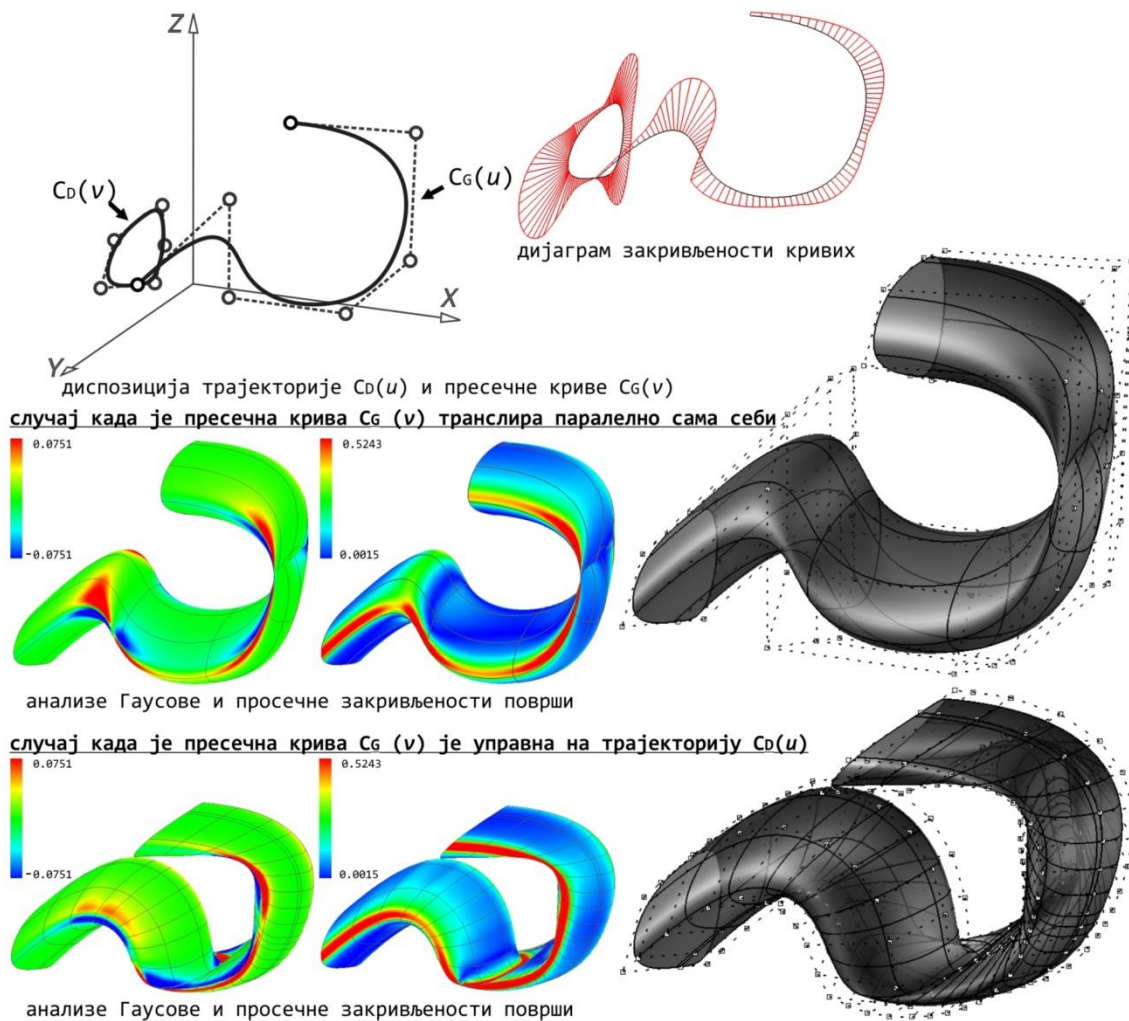 Z
CG(u)
CD(v)
X
Y
дијаграм закривљености кривих
диспозиција трајекторије CD(u) и пресечне криве CG(v)
случај када је пресечна крива CG (v) транслира паралелно сама себи
0.0751
-0.0751
0.5243
0.0015
анализе Гаусове и просечне закривљености површи
случај када је пресечна крива CG (v) је управна на трајекторију CD(u)
0.0751
-0.0751
0.5243
0.0015
анализе Гаусове и просечне закривљености површи